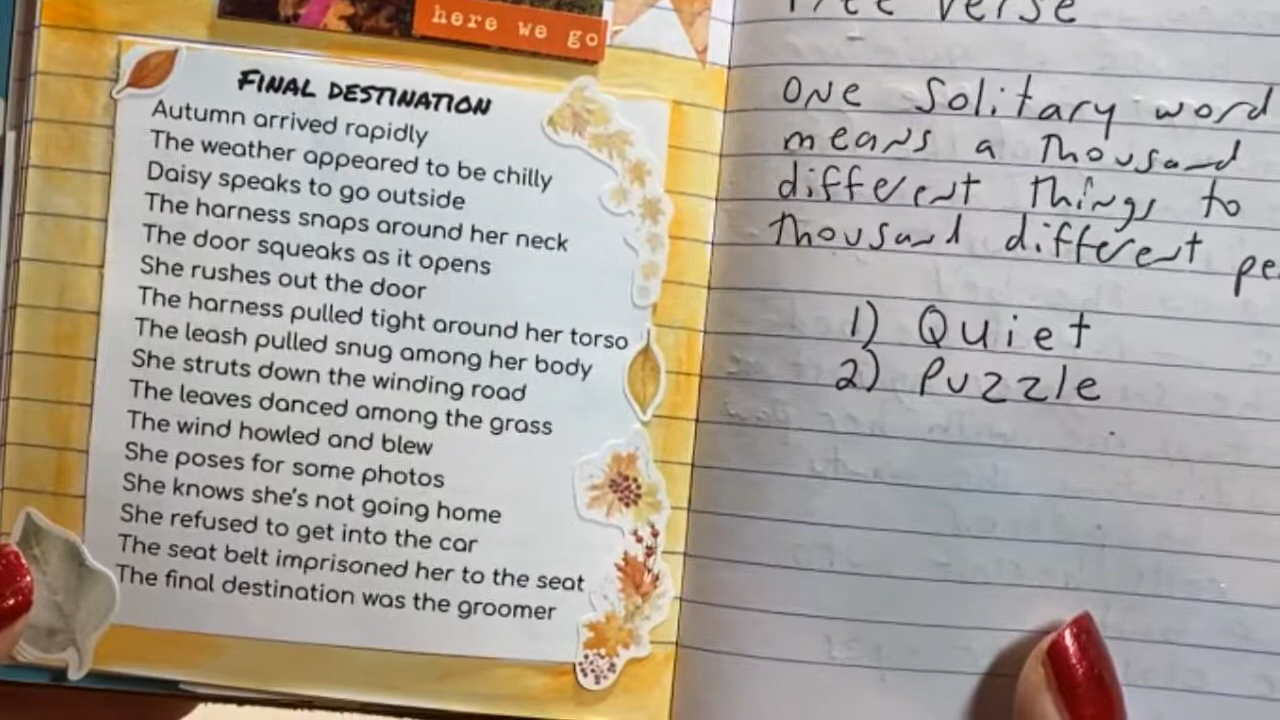 here we go
FINAL DESTINATION
Autumn arrived rapidly
The weather appeared to be chilly
Daisy speaks to go outside
The harness snaps around her neck
The door squeaks as it opens
She rushes out the door
The harness pulled tight around her torso
The leash pulled snug among her body
She struts down the winding road
The leaves danced among the grass
The wind howled and blew
She poses for some photos
She knows she's not going home
She refused to get into the car
The seat belt imprisoned her to the seat
The final destination was the groomer
Free Verse
One solitary word
means a thousand
different things to
thousand different
1) Quiet
2) Puzzle